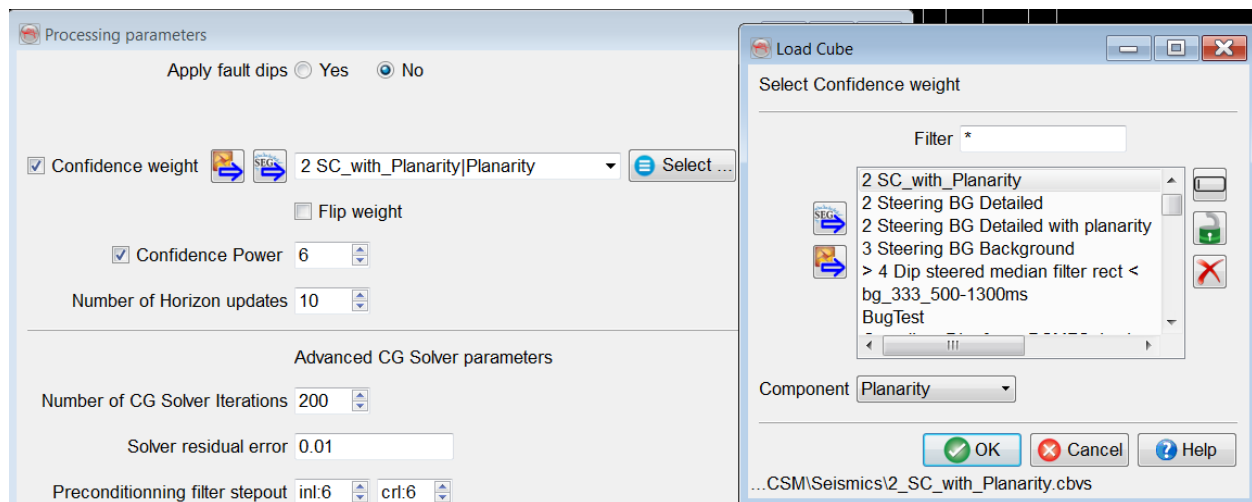 Processing parameters
Apply fault dips Yes No
Confidence weight SEG 2 SC_with_Planarity|Planarity Select ...
Flip weight
Confidence Power 6
Number of Horizon updates 10
Advanced CG Solver parameters
Number of CG Solver Iterations 200
Solver residual error 0.01
Preconditionning filter stepout inl:6 crl:6
Load Cube
Select Confidence weight
Filter *
2 SC_with_Planarity
2 Steering BG Detailed
SEG 2 Steering BG Detailed with planarity
3 Steering BG Background
> 4 Dip steered median filter rect <
bg_333_500-1300ms
BugTest
Component Planarity
OK Cancel Help
...CSM\Seismics\2_SC_with_Planarity.cbvs